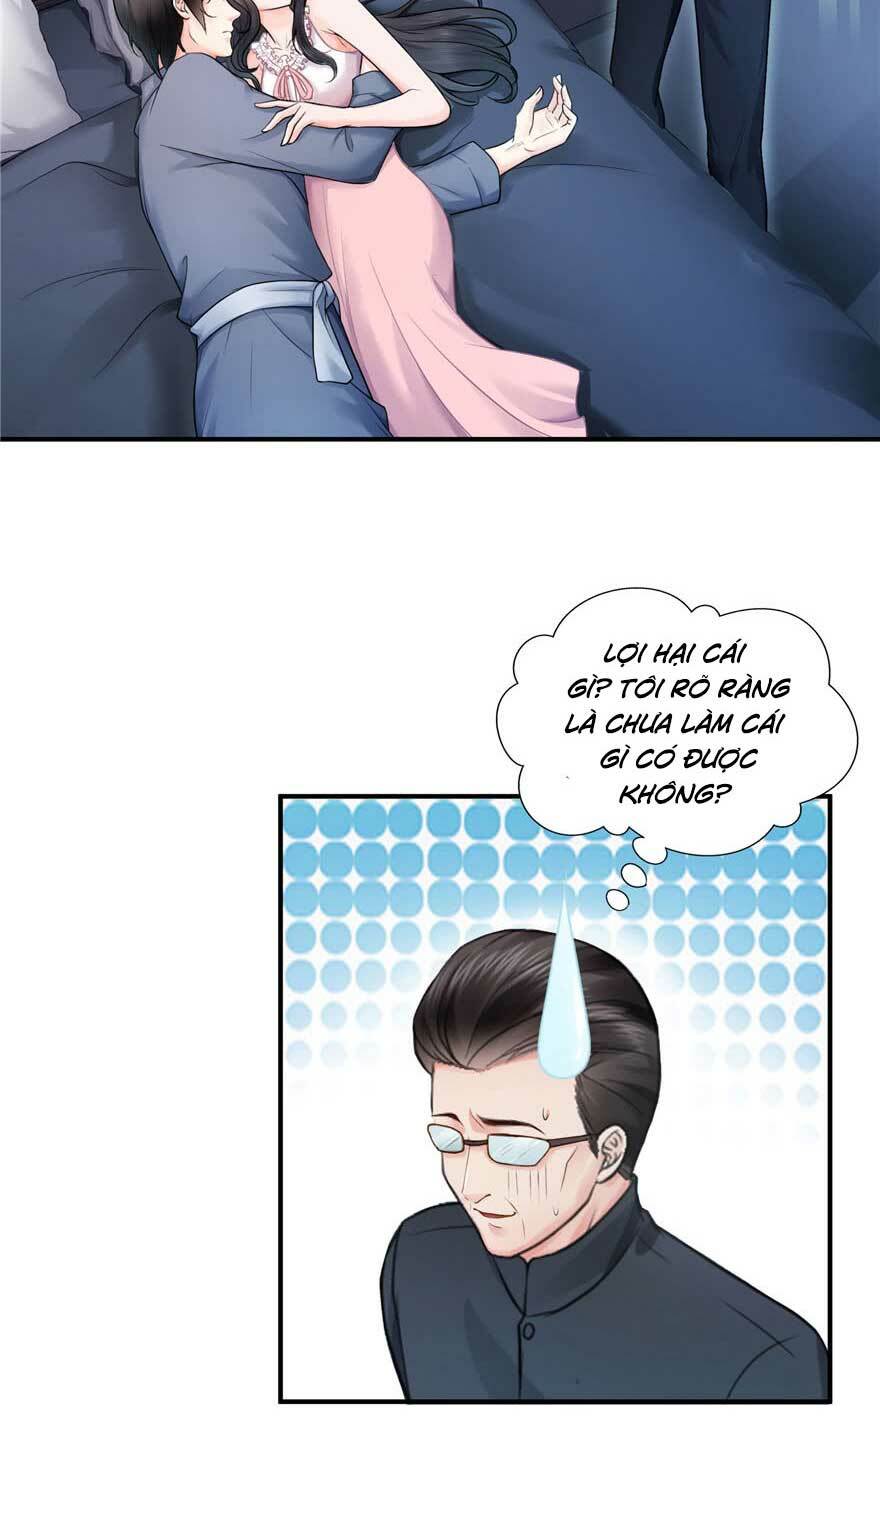 LỢI HẠI CÁI
GÌ? TÔI RÕ RÀNG
LÀ CHƯA LÀM CÁI
GÌ CÓ ĐƯỢC
KHÔNG?